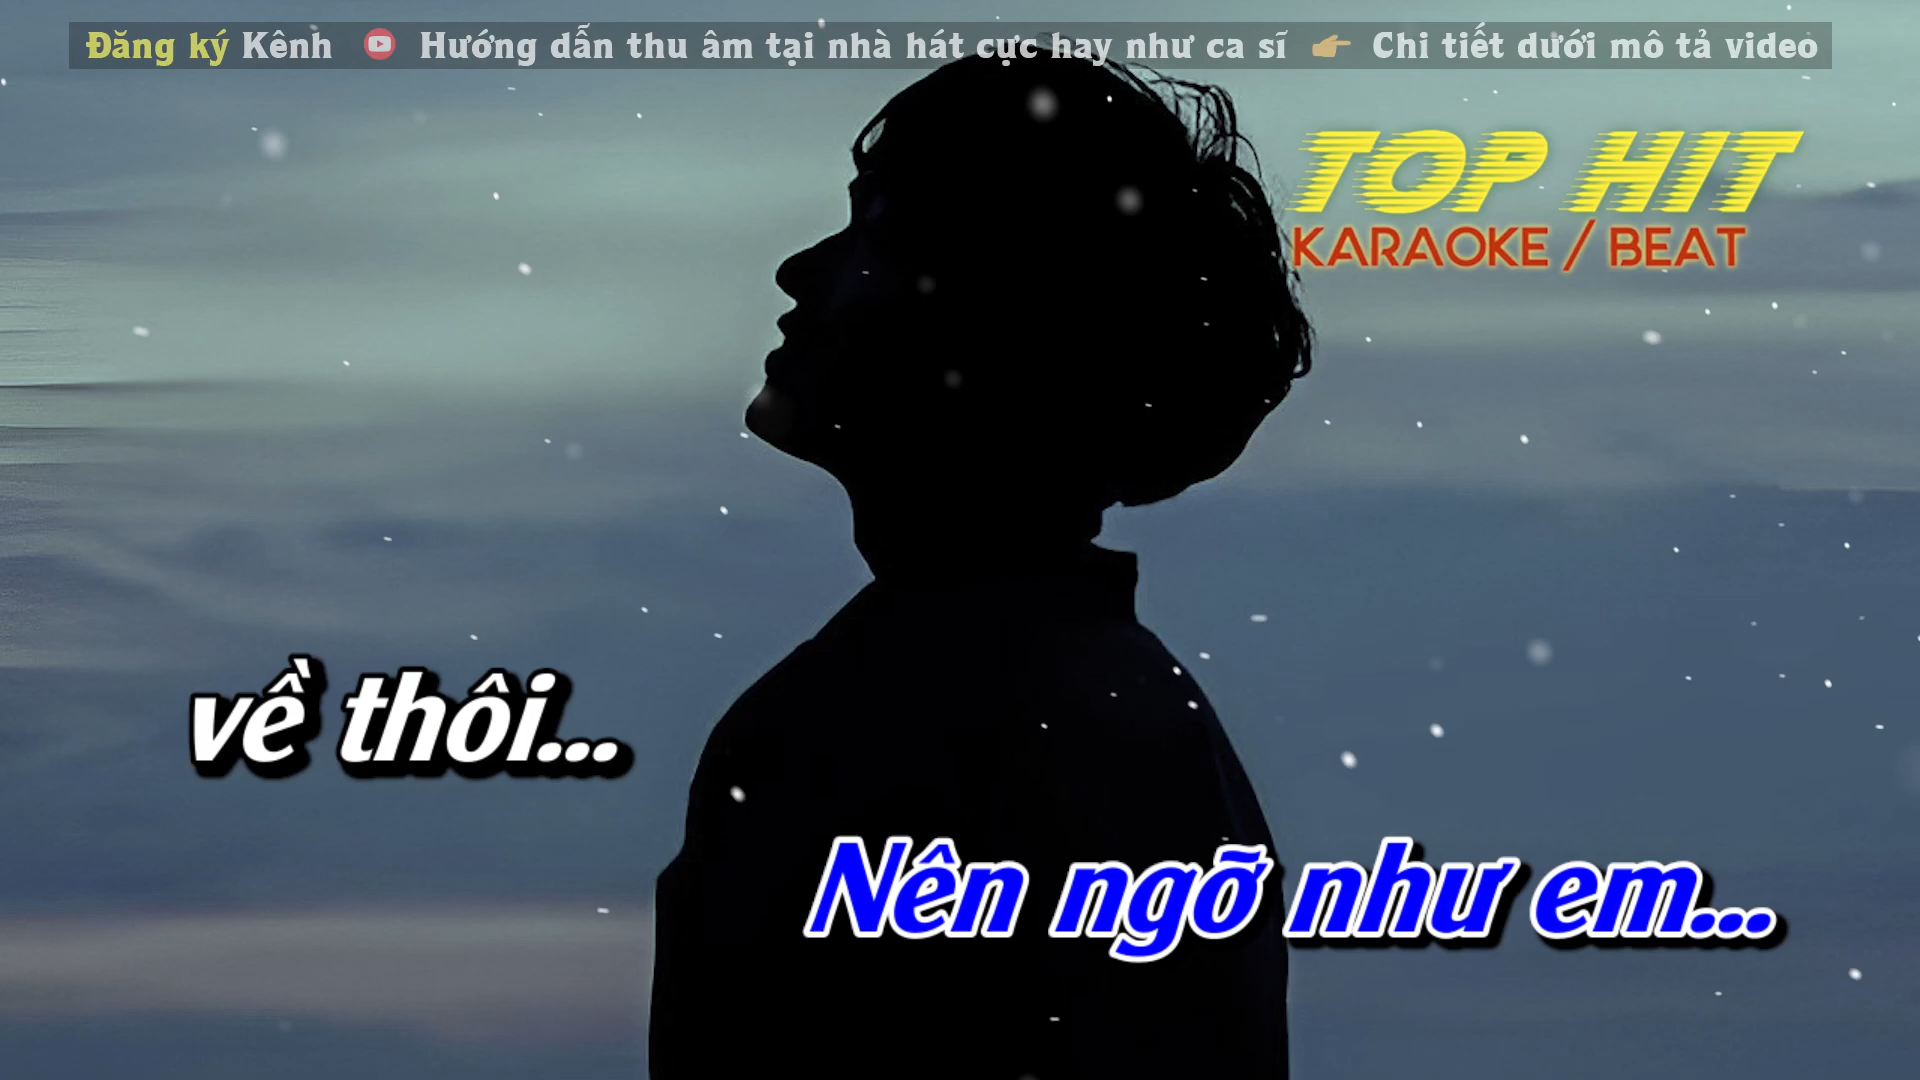 Đăng ký Kênh Hướng dẫn thu âm tại nhà hát cực hay như ca sĩ 👉 Chi tiết dưới mô tả video
TOP HIT
KARAOKE / BEAT
về thôi...
Nên ngỡ như em...